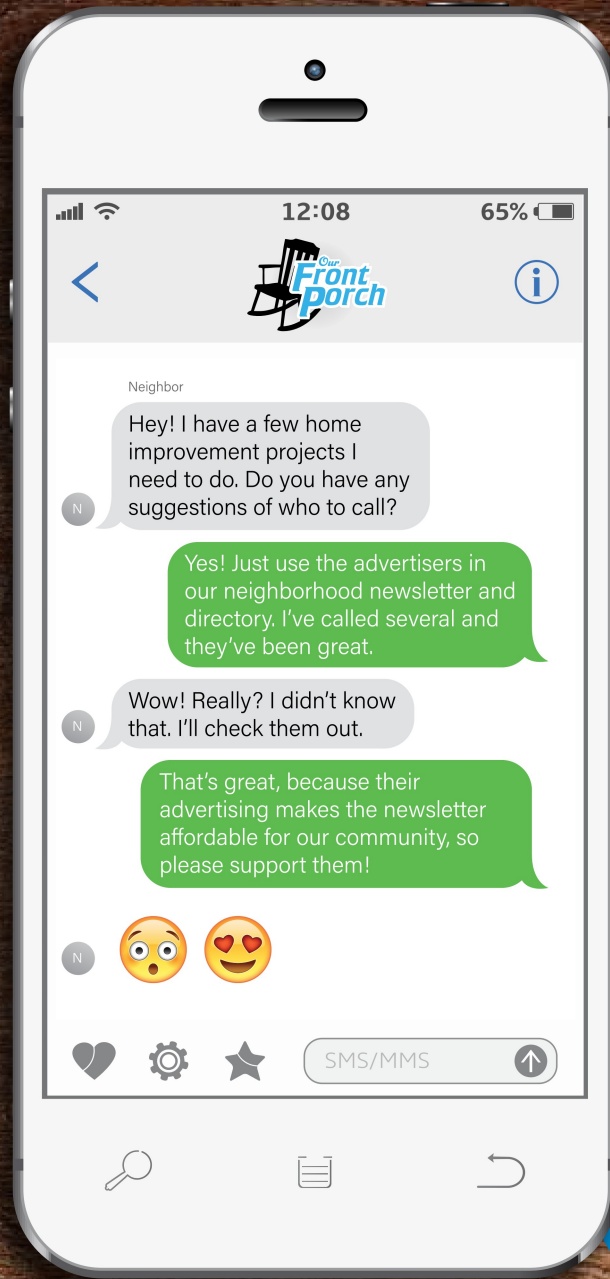 12:08
65%
Our
Front
Porch
i
Neighbor
Hey! I have a few home
improvement projects I
need to do. Do you have any
suggestions of who to call?
N
Yes! Just use the advertisers in
our neighborhood newsletter and
directory. I've called several and
they've been great.
Wow! Really? I didn't know
that. I'll check them out.
N
That's great, because their
advertising makes the newsletter
affordable for our community, so
please support them!
N
SMS/MMS